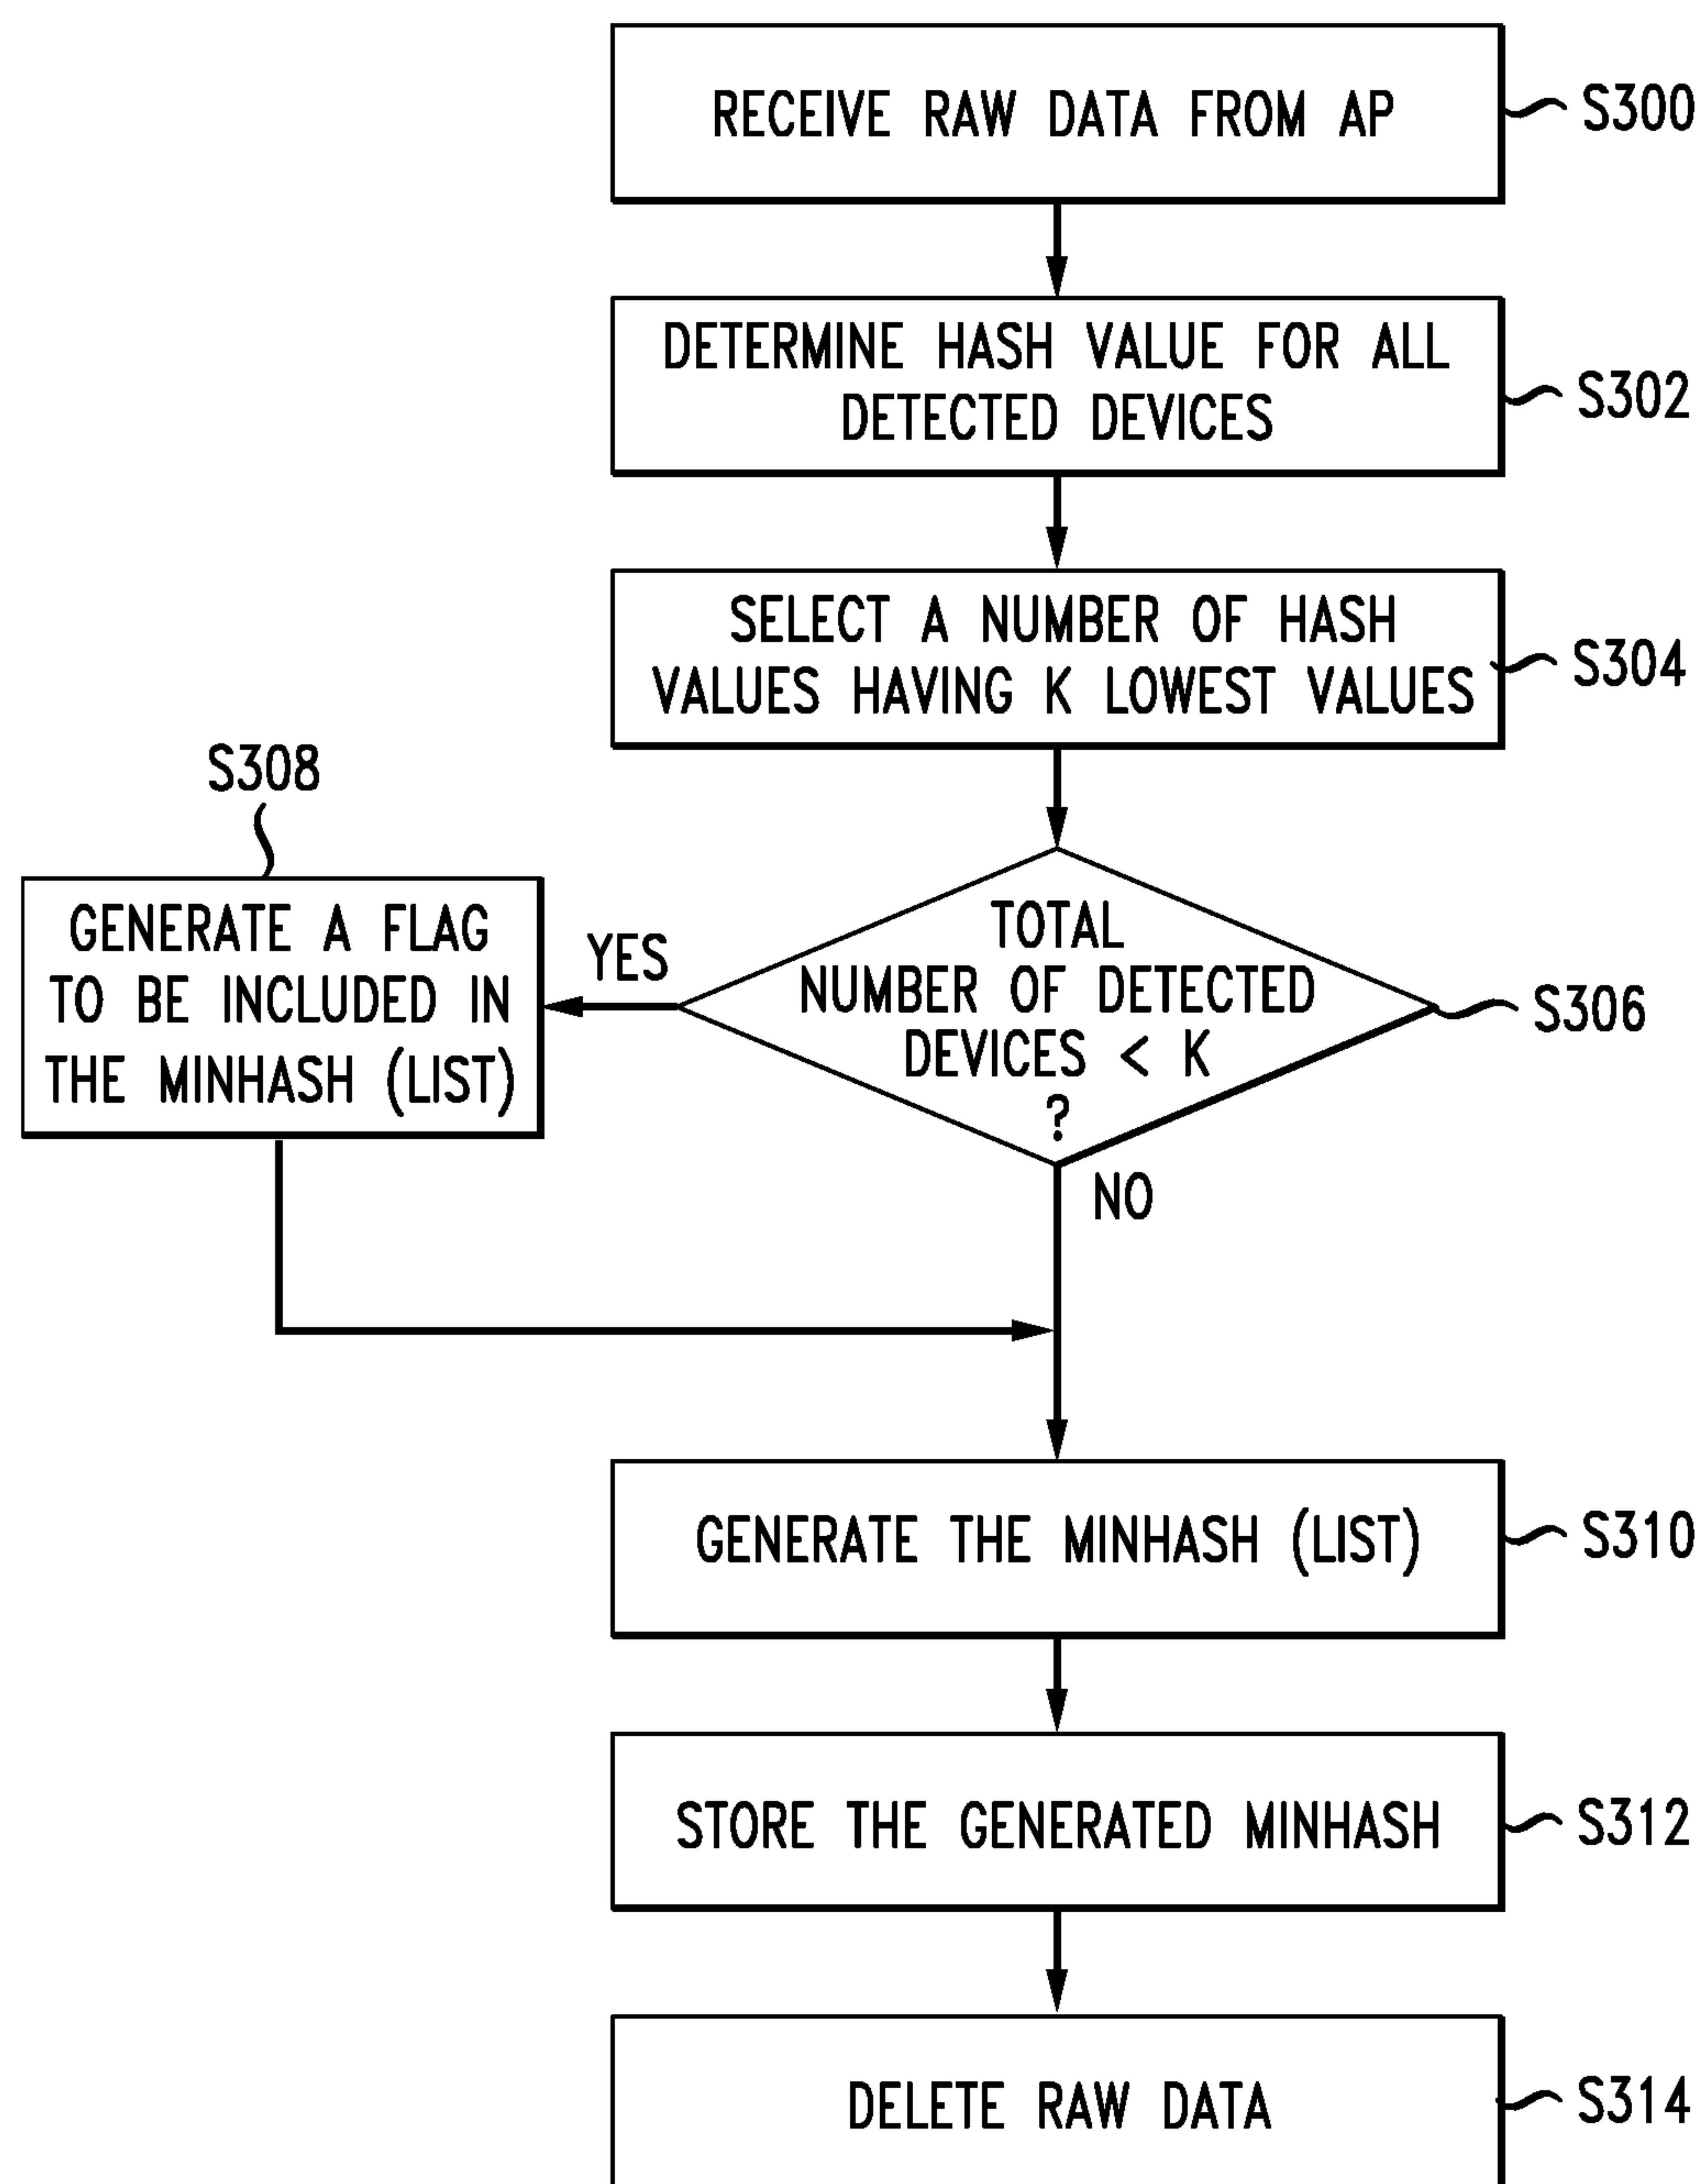 RECEIVE RAW DATA FROM AP
S300
DETERMINE HASH VALUE FOR ALL
DETECTED DEVICES
S302
SELECT A NUMBER OF HASH
VALUES HAVING K LOWEST VALUES
S304
S308
GENERATE A FLAG
TO BE INCLUDED IN
THE MINHASH (LIST)
YES
TOTAL
NUMBER OF DETECTED
DEVICES < K
?
S306
NO
GENERATE THE MINHASH (LIST)
S310
STORE THE GENERATED MINHASH
S312
DELETE RAW DATA
S314